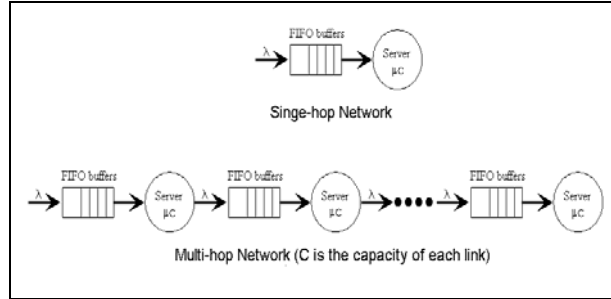 FIFO buffers
λ
Server
μC
Singe-hop Network
FIFO buffers FIFO buffers FIFO buffers
λ Server λ Server λ λ Server
μC μC μC
Multi-hop Network (C is the capacity of each link)